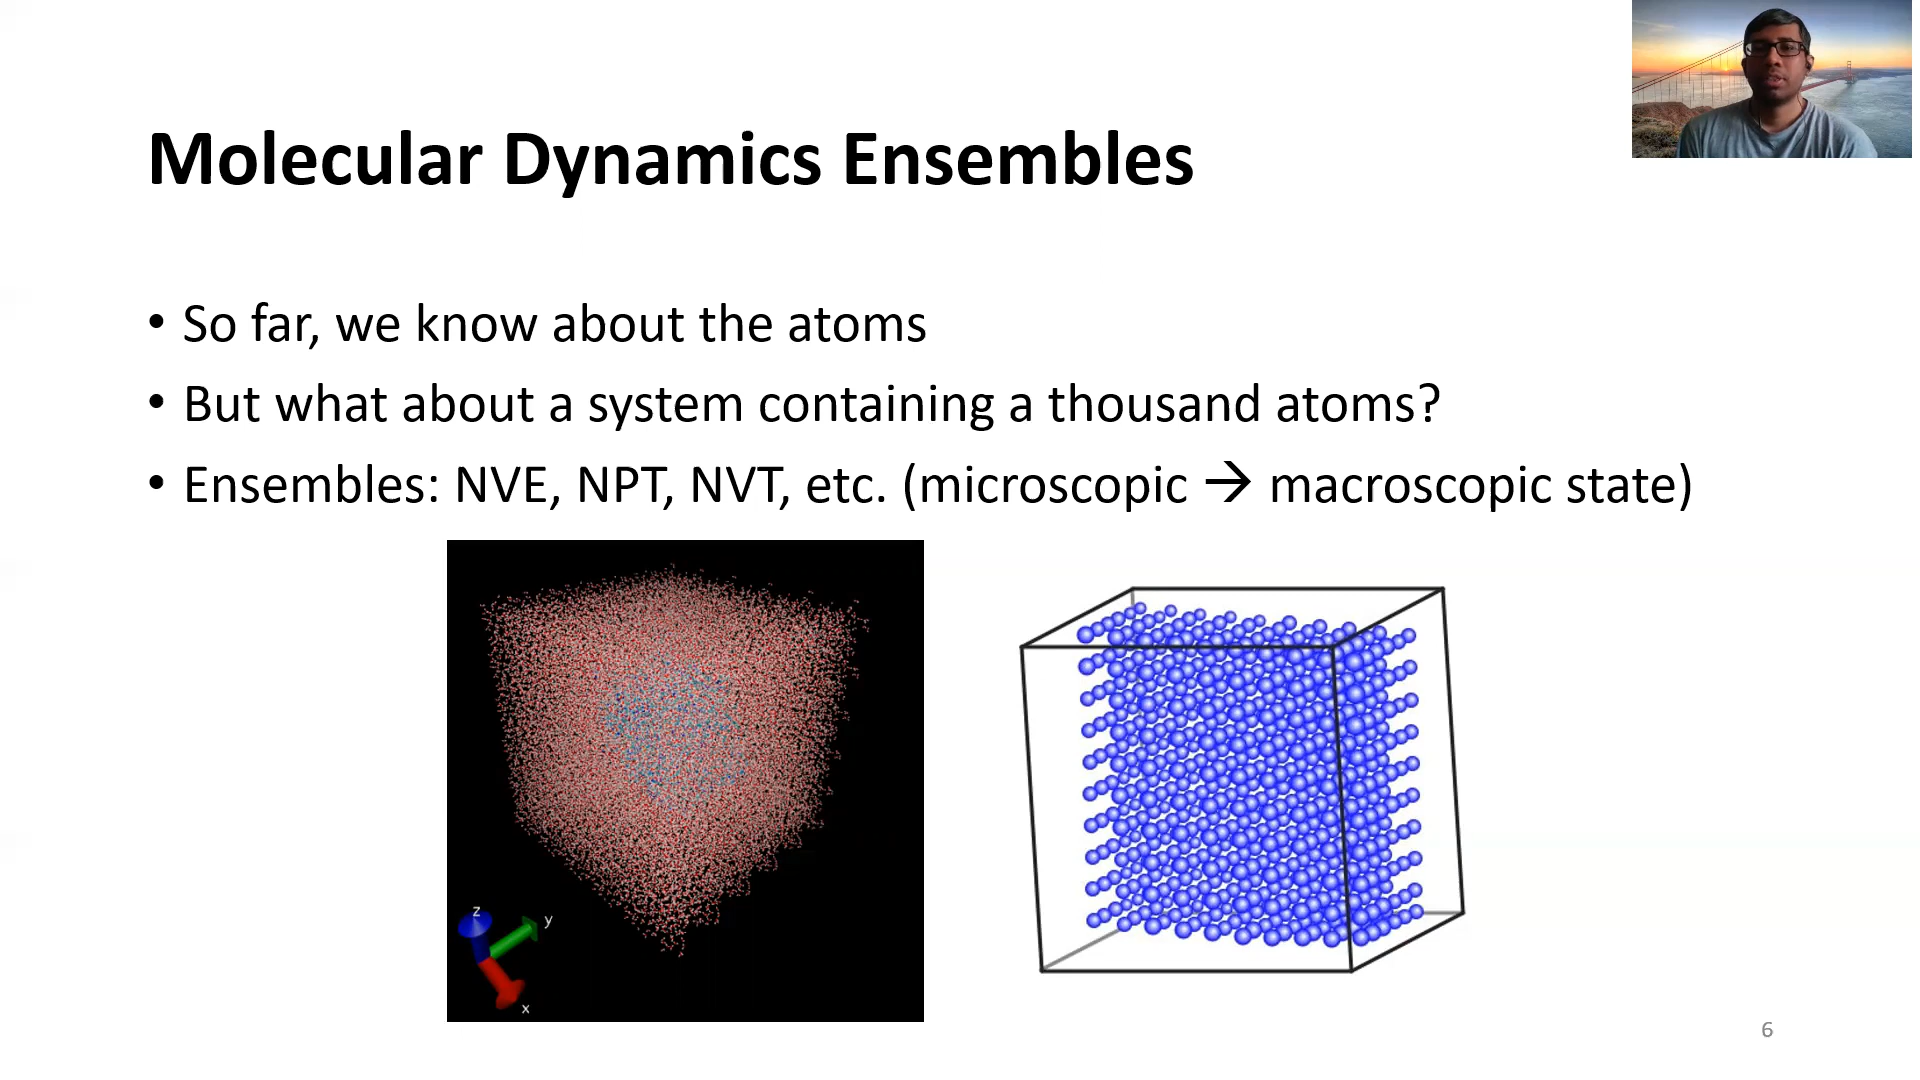 Molecular Dynamics Ensembles
• So far, we know about the atoms
• But what about a system containing a thousand atoms?
• Ensembles: NVE, NPT, NVT, etc. (microscopic → macroscopic state)
z
y
x
6